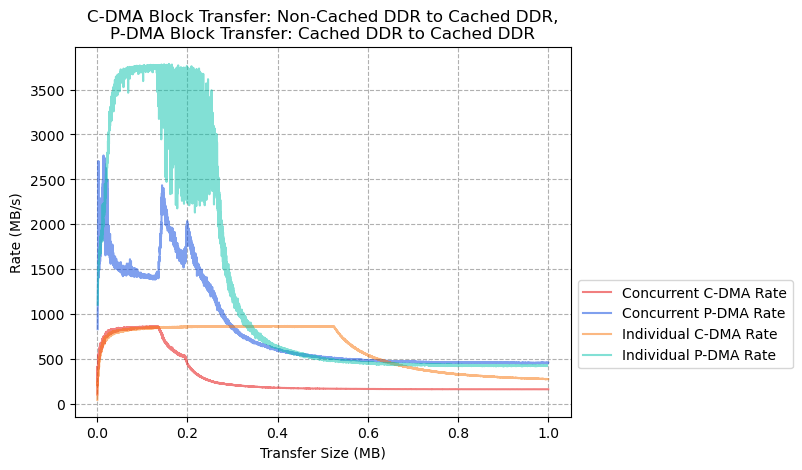 C-DMA Block Transfer: Non-Cached DDR to Cached DDR,
P-DMA Block Transfer: Cached DDR to Cached DDR
Rate (MB/s)
3500
3000
2500
2000
1500
1000
500
0
0.0 0.2 0.4 0.6 0.8 1.0
Transfer Size (MB)
Concurrent C-DMA Rate
Concurrent P-DMA Rate
Individual C-DMA Rate
Individual P-DMA Rate